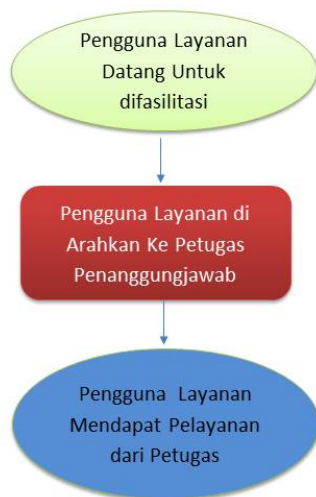 Pengguna Layanan
Datang Untuk
difasilitasi
Pengguna Layanan di
Arahkan Ke Petugas
Penanggungjawab
Pengguna Layanan
Mendapat Pelayanan
dari Petugas